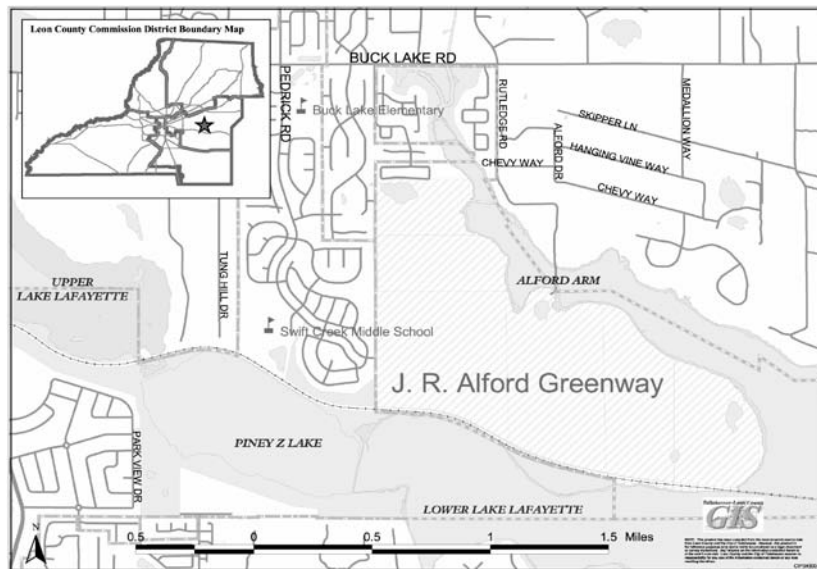 Leon County Commission District Boundary Map
BUCK LAKE RD
PEDRICK RD
Buck Lake Elementary
RUTLEDGE RD
ALFORD DR
MEDALLION WAY
SKIPPER LN
HANGING VINE WAY
CHEVY WAY
CHEVY WAY
UPPER
LAKE LAFAYETTE
TUNG HILL DR
ALFORD ARM
Swift Creek Middle School
J. R. Alford Greenway
PARK VIEW DR
PINEY Z LAKE
LOWER LAKE LAFAYETTE
GIS
N
0.5 0 0.5 1 1.5 Miles